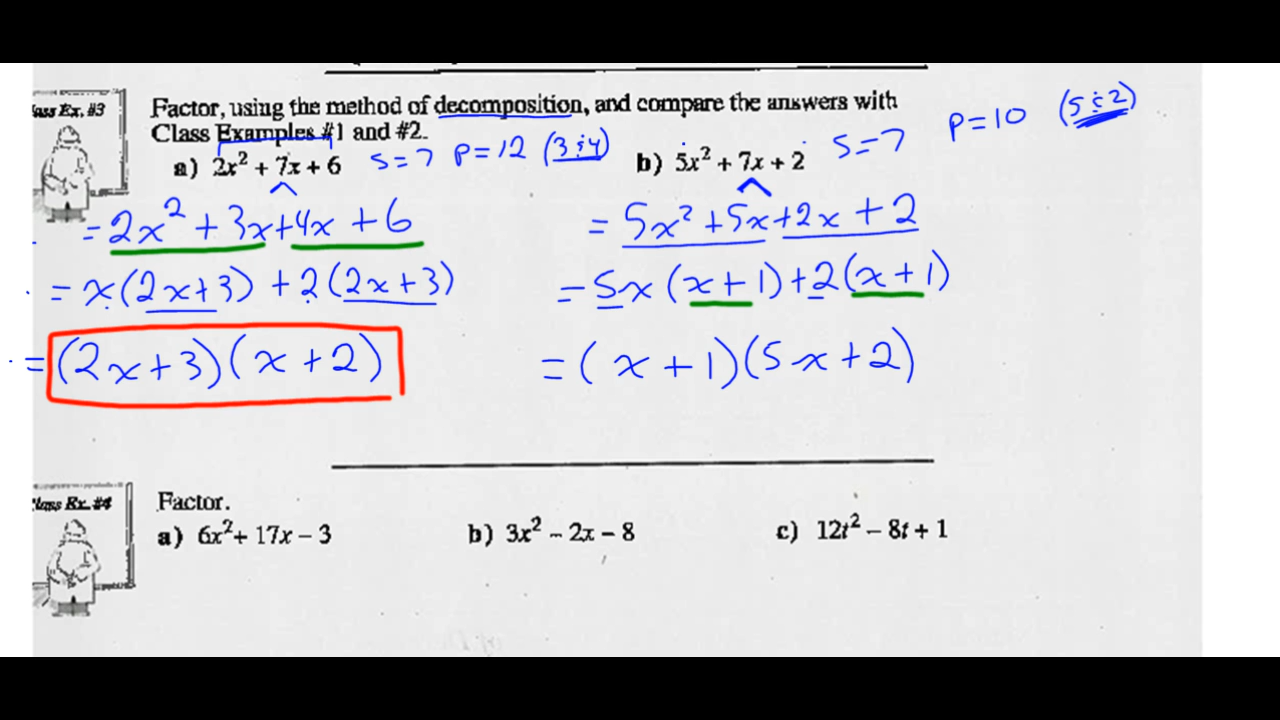 Class Ex. #3
Factor, using the method of decomposition, and compare the answers with
Class Examples #1 and #2.
a) 2x² + 7x + 6 S=7 P=12 (3 & 4)
b) 5x² + 7x + 2 S=7 P=10 (5 & 2)
= 2x² + 3x + 4x + 6
= x(2x+3) + 2(2x+3)
= (2x+3)(x+2)
= 5x² + 5x + 2x + 2
= 5x(x+1) + 2(x+1)
= (x+1)(5x+2)
Class Ex. #4
Factor.
a) 6x² + 17x – 3
b) 3x² – 2x – 8
c) 12t² – 8t + 1